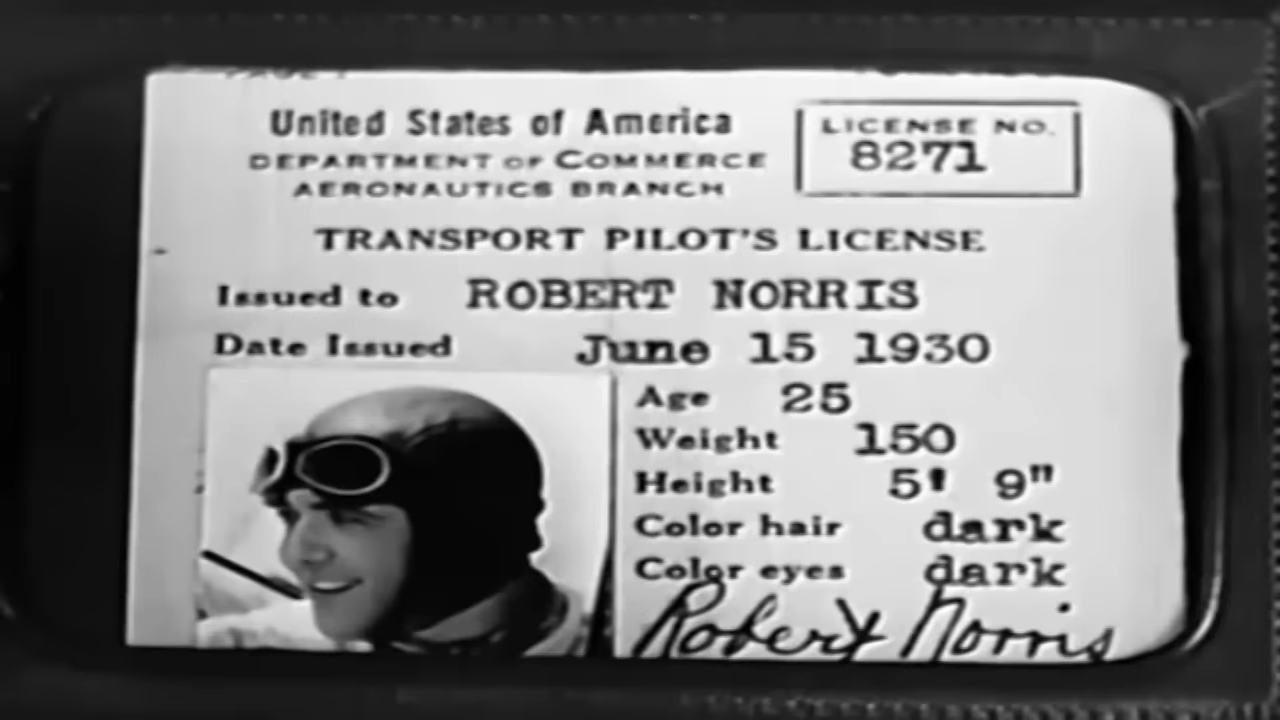 United States of America
DEPARTMENT OF COMMERCE
AERONAUTICS BRANCH
LICENSE NO.
8271
TRANSPORT PILOT'S LICENSE
Issued to ROBERT NORRIS
Date Issued June 15 1930
Age 25
Weight 150
Height 5' 9"
Color hair dark
Color eyes dark
Robert Norris